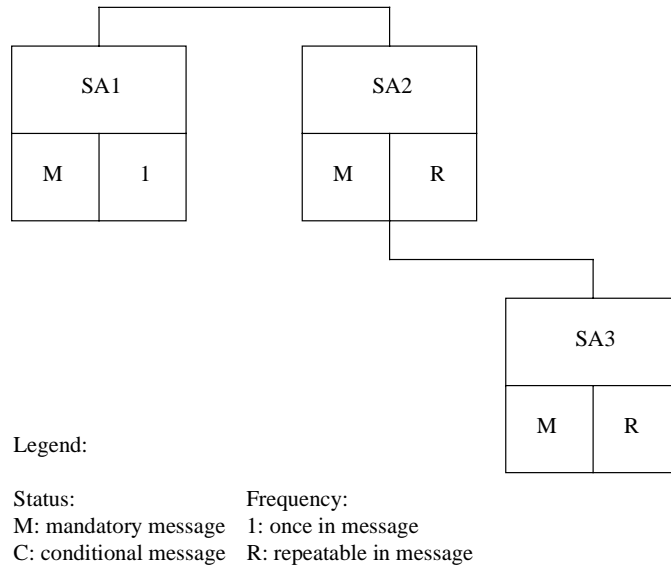 SA1
SA2
M 1
M R
SA3
M R
Legend:
Status: Frequency:
M: mandatory message 1: once in message
C: conditional message R: repeatable in message